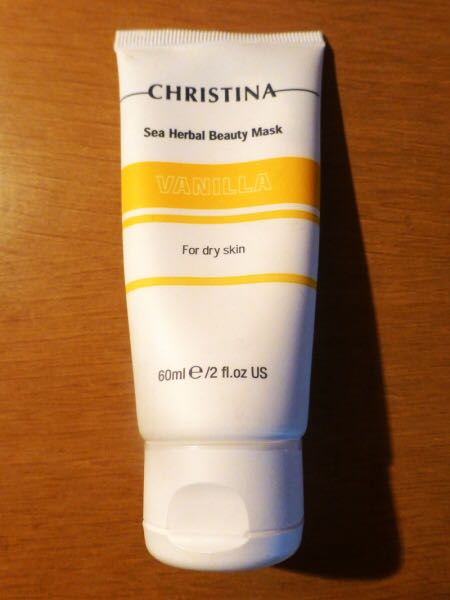 CHRISTINA
Sea Herbal Beauty Mask
VANILLA
For dry skin
60ml ℮/2 fl.oz US